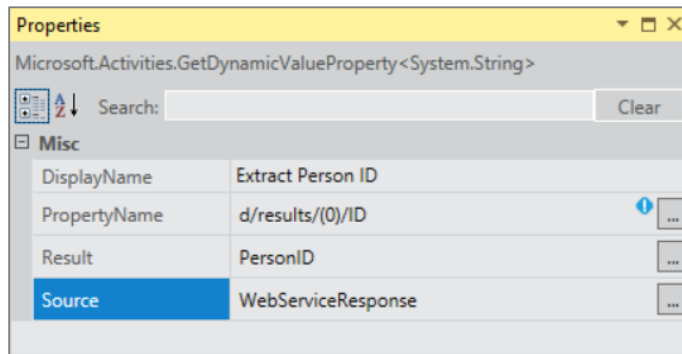 Properties
Microsoft.Activities.GetDynamicValueProperty<System.String>
A Z Search: Clear
Misc
DisplayName Extract Person ID
PropertyName d/results/(0)/ID ...
Result PersonID ...
Source WebServiceResponse ...